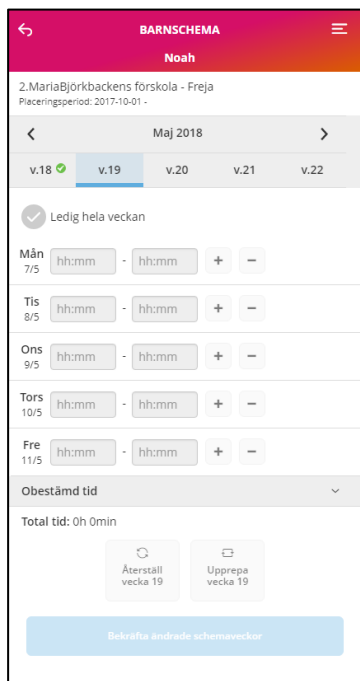 BARNSCHEMA
Noah
2.MariaBjörkbackens förskola - Freja
Placeringsperiod: 2017-10-01 -
Maj 2018
v.18 v.19 v.20 v.21 v.22
Ledig hela veckan
Mån
7/5
hh:mm - hh:mm + −
Tis
8/5
hh:mm - hh:mm + −
Ons
9/5
hh:mm - hh:mm + −
Tors
10/5
hh:mm - hh:mm + −
Fre
11/5
hh:mm - hh:mm + −
Obestämd tid
Total tid: 0h 0min
Återställ
vecka 19
Upprepa
vecka 19
Bekräfta ändrade schemaveckor